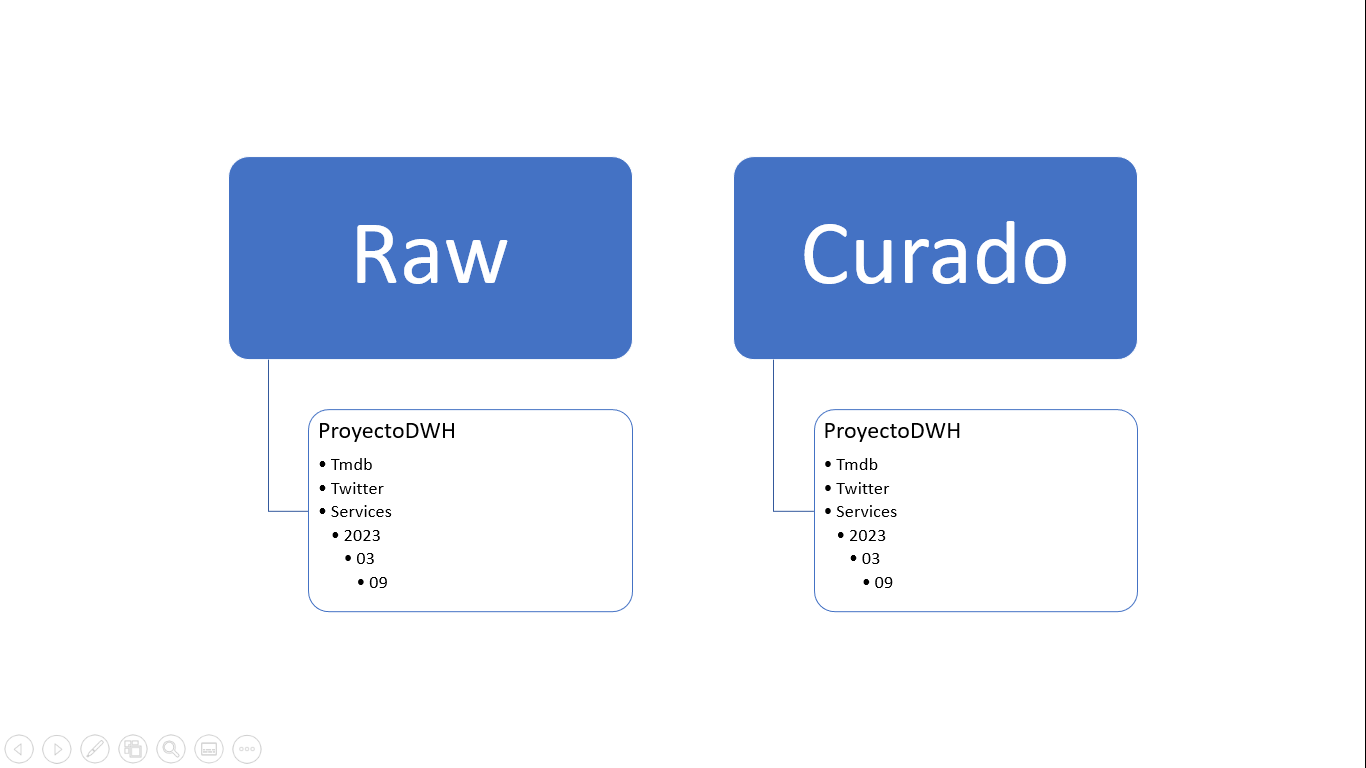 Raw
ProyectoDWH
• Tmdb
• Twitter
• Services
• 2023
• 03
• 09
Curado
ProyectoDWH
• Tmdb
• Twitter
• Services
• 2023
• 03
• 09